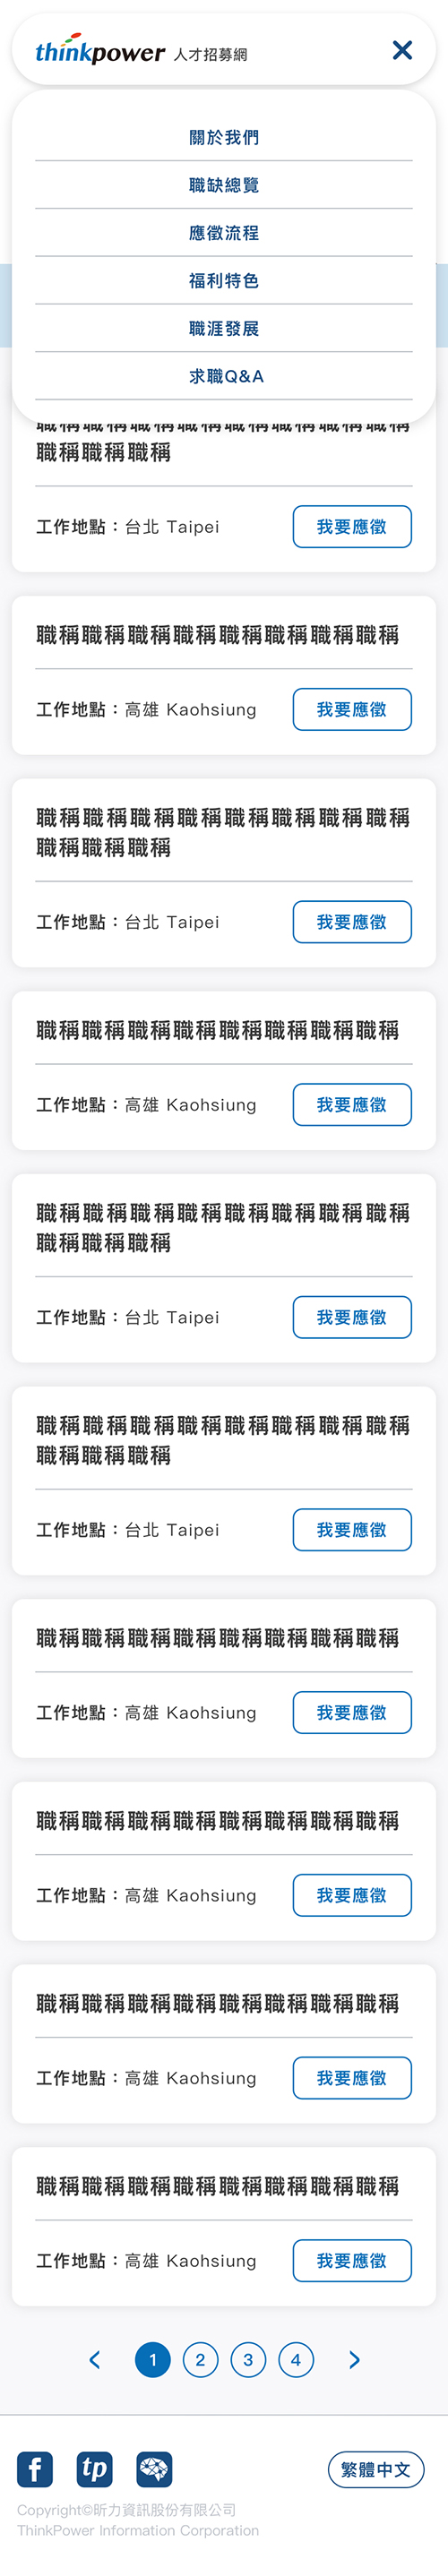 thinkpower 人才招募網
關於我們
職缺總覽
應徵流程
福利特色
職涯發展
求職Q&A
職稱職稱職稱職稱職稱職稱職稱職稱
職稱職稱職稱
工作地點：台北 Taipei 我要應徵
職稱職稱職稱職稱職稱職稱職稱職稱
工作地點：高雄 Kaohsiung 我要應徵
職稱職稱職稱職稱職稱職稱職稱職稱
職稱職稱職稱
工作地點：台北 Taipei 我要應徵
職稱職稱職稱職稱職稱職稱職稱職稱
工作地點：高雄 Kaohsiung 我要應徵
職稱職稱職稱職稱職稱職稱職稱職稱
職稱職稱職稱
工作地點：台北 Taipei 我要應徵
職稱職稱職稱職稱職稱職稱職稱職稱
職稱職稱職稱
工作地點：台北 Taipei 我要應徵
職稱職稱職稱職稱職稱職稱職稱職稱
工作地點：高雄 Kaohsiung 我要應徵
職稱職稱職稱職稱職稱職稱職稱職稱
工作地點：高雄 Kaohsiung 我要應徵
職稱職稱職稱職稱職稱職稱職稱職稱
工作地點：高雄 Kaohsiung 我要應徵
職稱職稱職稱職稱職稱職稱職稱職稱
工作地點：高雄 Kaohsiung 我要應徵
< 1 2 3 4 >
f tp 繁體中文
Copyright©昕力資訊股份有限公司
ThinkPower Information Corporation